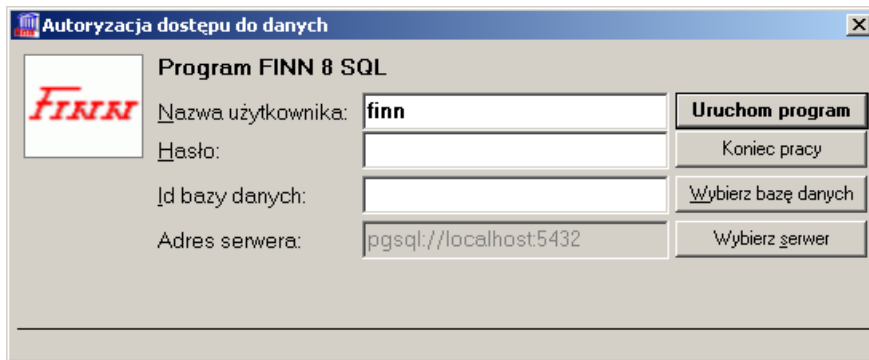 Autoryzacja dostępu do danych
FINN
Program FINN 8 SQL
Nazwa użytkownika: finn Uruchom program
Hasło: Koniec pracy
Id bazy danych: Wybierz bazę danych
Adres serwera: pgsql://localhost:5432 Wybierz serwer